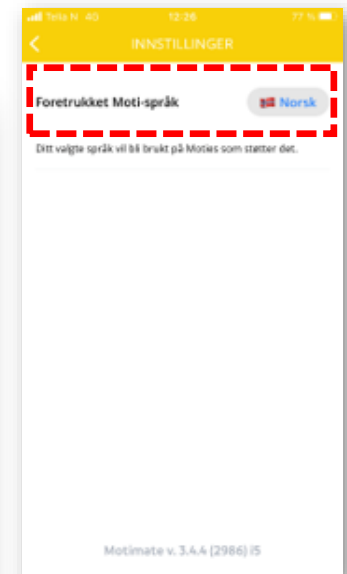 Telia N 4G 12:26 77 %
INNSTILLINGER
Foretrukket Moti-språk Norsk
Ditt valgte språk vil bli brukt på Moties som støtter det.
Motimate v. 3.4.4 (2986) i5